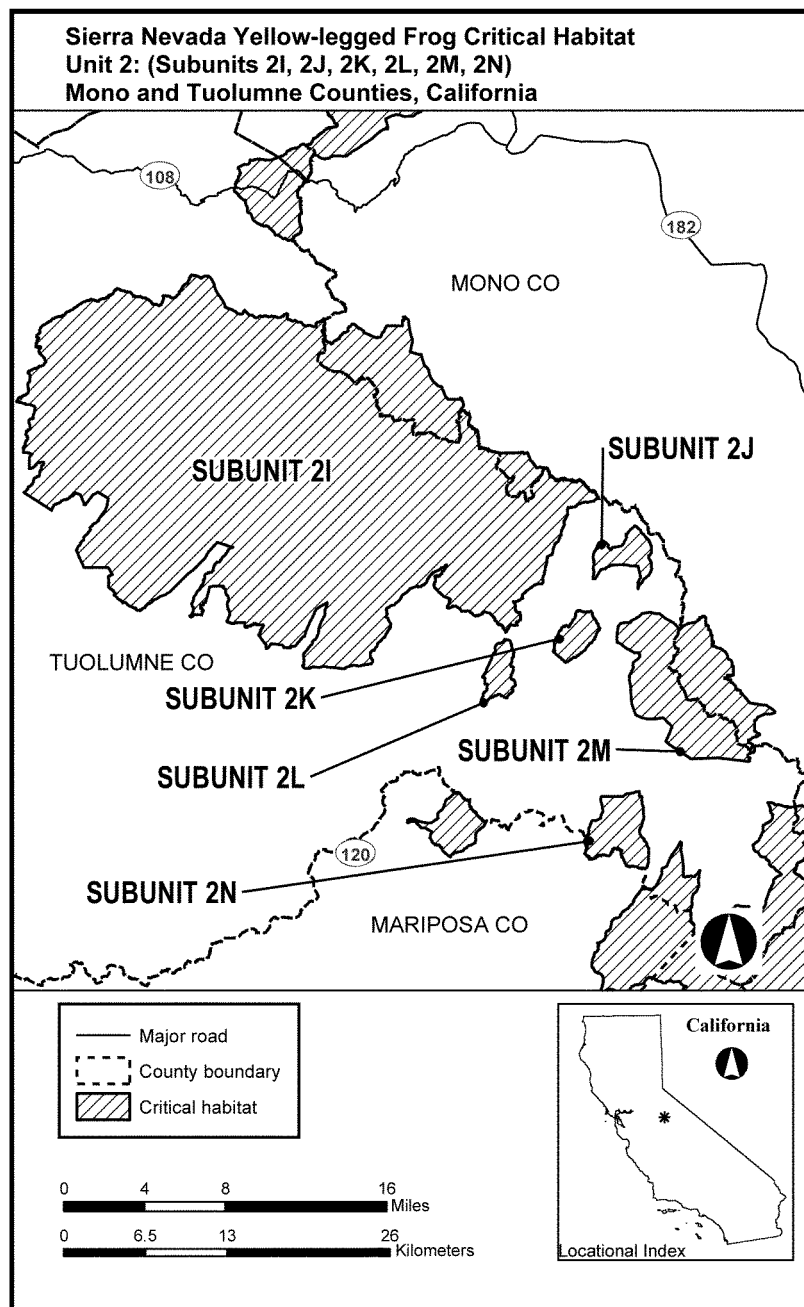 Sierra Nevada Yellow-legged Frog Critical Habitat
Unit 2: (Subunits 2I, 2J, 2K, 2L, 2M, 2N)
Mono and Tuolumne Counties, California
108
182
MONO CO
SUBUNIT 2J
SUBUNIT 2I
TUOLUMNE CO
SUBUNIT 2K
SUBUNIT 2M
SUBUNIT 2L
120
SUBUNIT 2N
MARIPOSA CO
Major road
County boundary
Critical habitat
California
0 4 8 16
Miles
0 6.5 13 26
Kilometers
Locational Index